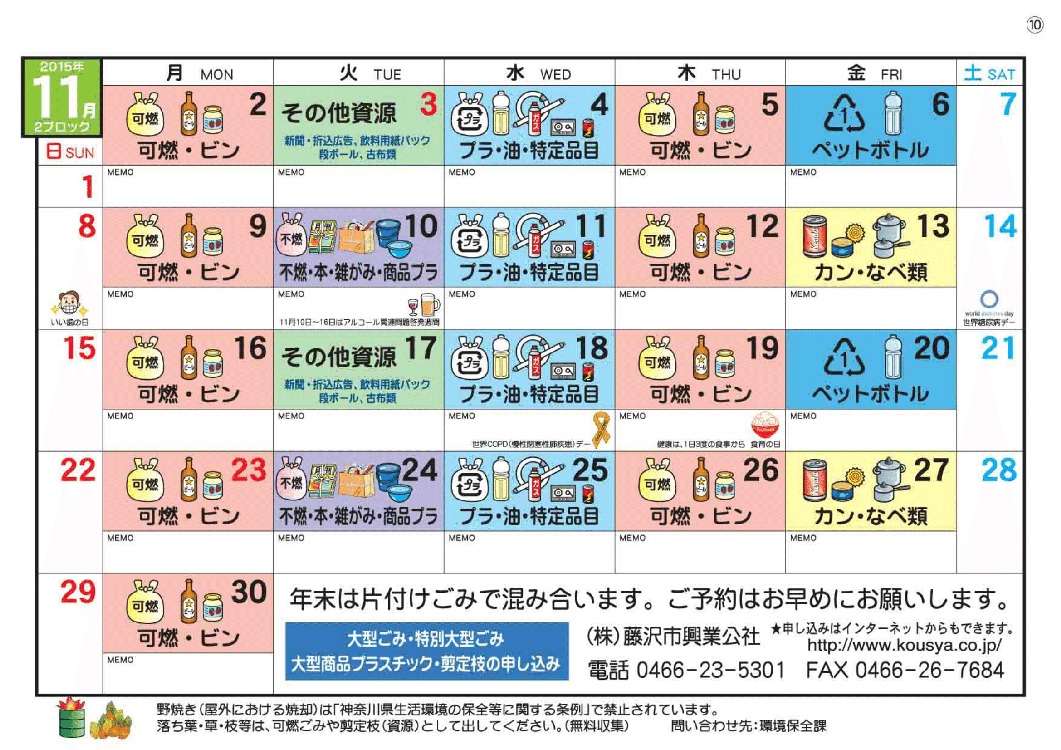 ⑩
2015年
11月
2ブロック
月 MON
火 TUE
水 WED
木 THU
金 FRI
土 SAT
日 SUN
1
可燃
2
可燃・ビン
MEMO
その他資源
3
新聞・折込広告、飲料用紙パック
段ボール、古布類
MEMO
プラ
ガス
4
プラ・油・特定品目
MEMO
可燃
5
可燃・ビン
MEMO
1
6
ペットボトル
MEMO
7
8
いい歯の日
可燃
9
可燃・ビン
MEMO
不燃
10
不燃・本・雑がみ・商品プラ
MEMO
11月10日〜16日はアルコール関連問題啓発週間
プラ
ガス
11
プラ・油・特定品目
MEMO
可燃
12
可燃・ビン
MEMO
13
カン・なべ類
MEMO
14
world diabetes day
世界糖尿病デー
15
可燃
16
可燃・ビン
MEMO
その他資源
17
新聞・折込広告、飲料用紙パック
段ボール、古布類
MEMO
プラ
ガス
18
プラ・油・特定品目
MEMO
世界COPD(慢性閉塞性肺疾患)デー
可燃
19
可燃・ビン
MEMO
健康は、1日3度の食事から 食育の日
1
20
ペットボトル
MEMO
21
22
可燃
23
可燃・ビン
MEMO
不燃
24
不燃・本・雑がみ・商品プラ
MEMO
プラ
ガス
25
プラ・油・特定品目
MEMO
可燃
26
可燃・ビン
MEMO
27
カン・なべ類
MEMO
28
29
可燃
30
可燃・ビン
MEMO
年末は片付けごみで混み合います。ご予約はお早めにお願いします。
大型ごみ・特別大型ごみ
大型商品プラスチック・剪定枝の申し込み
(株)藤沢市興業公社
★申し込みはインターネットからもできます。
http://www.kousya.co.jp/
電話 0466-23-5301 FAX 0466-26-7684
野焼き(屋外における焼却)は「神奈川県生活環境の保全等に関する条例」で禁止されています。
落ち葉・草・枝等は、可燃ごみや剪定枝(資源)として出してください。(無料収集) 問い合わせ先:環境保全課